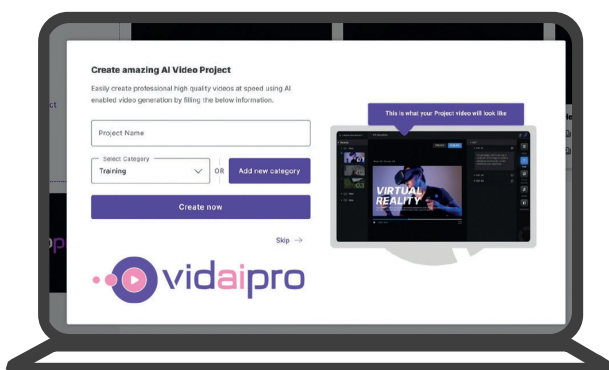 Create amazing AI Video Project
Easily create professional high quality videos at speed using AI
enabled video generation by filling the below information.
This is what your Project video will look like
Project Name
Select Category
Training
OR
Add new category
Create now
VIRTUAL
REALITY
Skip →
vidaipro